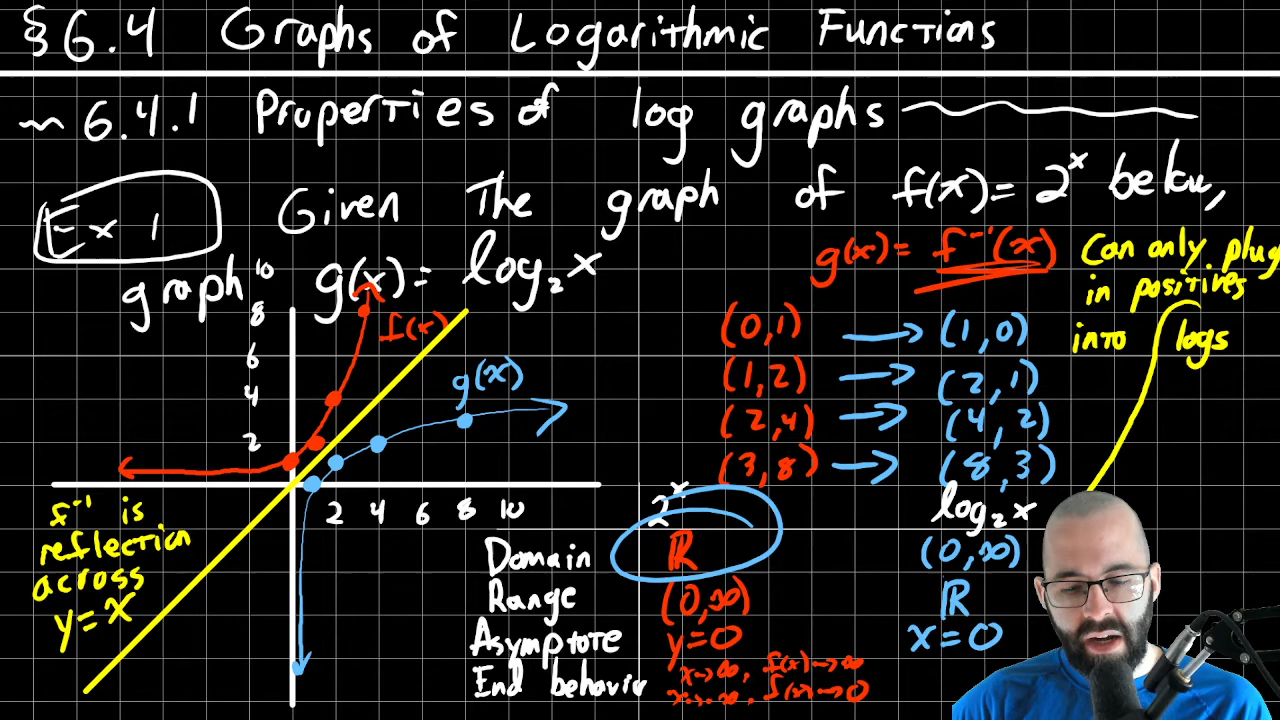 §6.4 Graphs of Logarithmic Functions
~ 6.4.1 Properties of log graphs
Ex 1 Given The graph of f(x)= 2^x below,
graph g(x)= log₂x
g(x)= f⁻¹(x)
Can only plug
in positives
into logs
10
8
6
4
2
f(x)
g(x)
2 4 6 8 10
f⁻¹ is
reflection
across
y=x
(0,1) → (1,0)
(1,2) → (2,1)
(2,4) → (4,2)
(3,8) → (8,3)
2^x log₂x
Domain ℝ (0,∞)
Range (0,∞) ℝ
Asymptote y=0 x=0
End behavior x→∞, f(x)→∞
x→-∞, f(x)→0